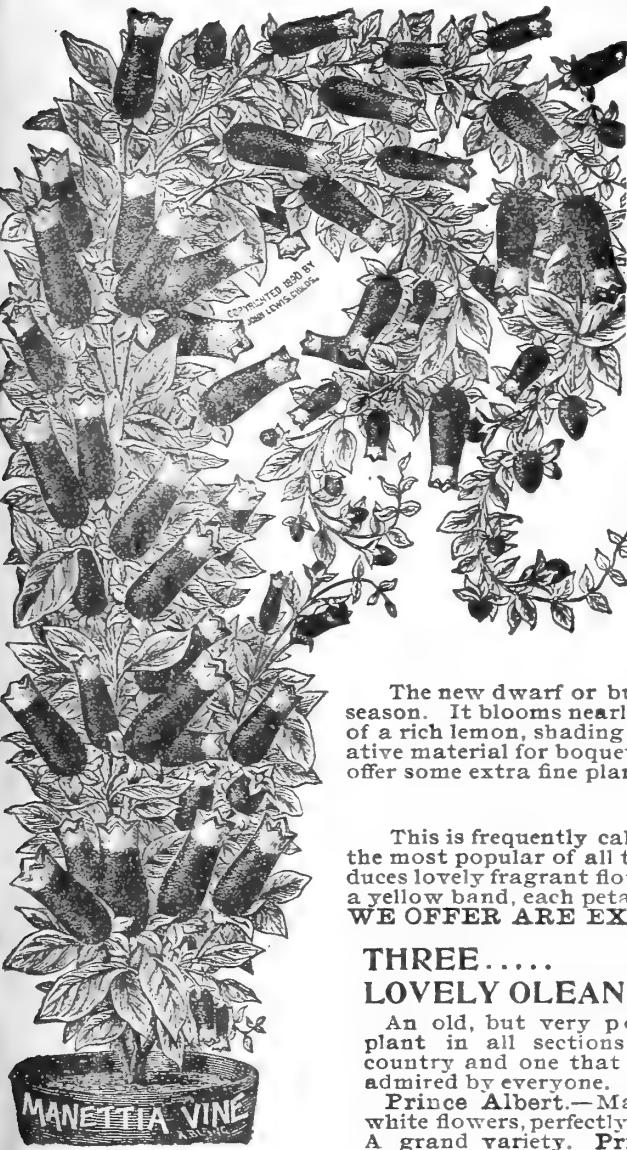 COPYRIGHTED 1890 BY
JOHN LEWIS CHILDS.
The new dwarf or bu
season. It blooms nearl
of a rich lemon, shading
ative material for boque
offer some extra fine plan
This is frequently cal
the most popular of all t
duces lovely fragrant flo
a yellow band, each peta
WE OFFER ARE EX
THREE.....
LOVELY OLEAN
An old, but very po
plant in all sections
country and one that
admired by everyone.
Prince Albert.—Ma
white flowers, perfectly
A grand variety. Pri
MANETTIA VINE
A.BLANC.